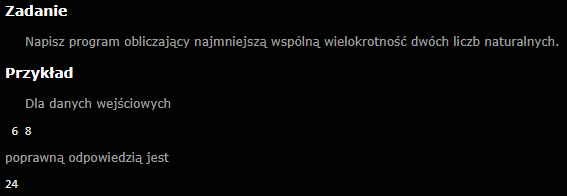 Zadanie
Napisz program obliczający najmniejszą wspólną wielokrotność dwóch liczb naturalnych.
Przykład
Dla danych wejściowych
6 8
poprawną odpowiedzią jest
24